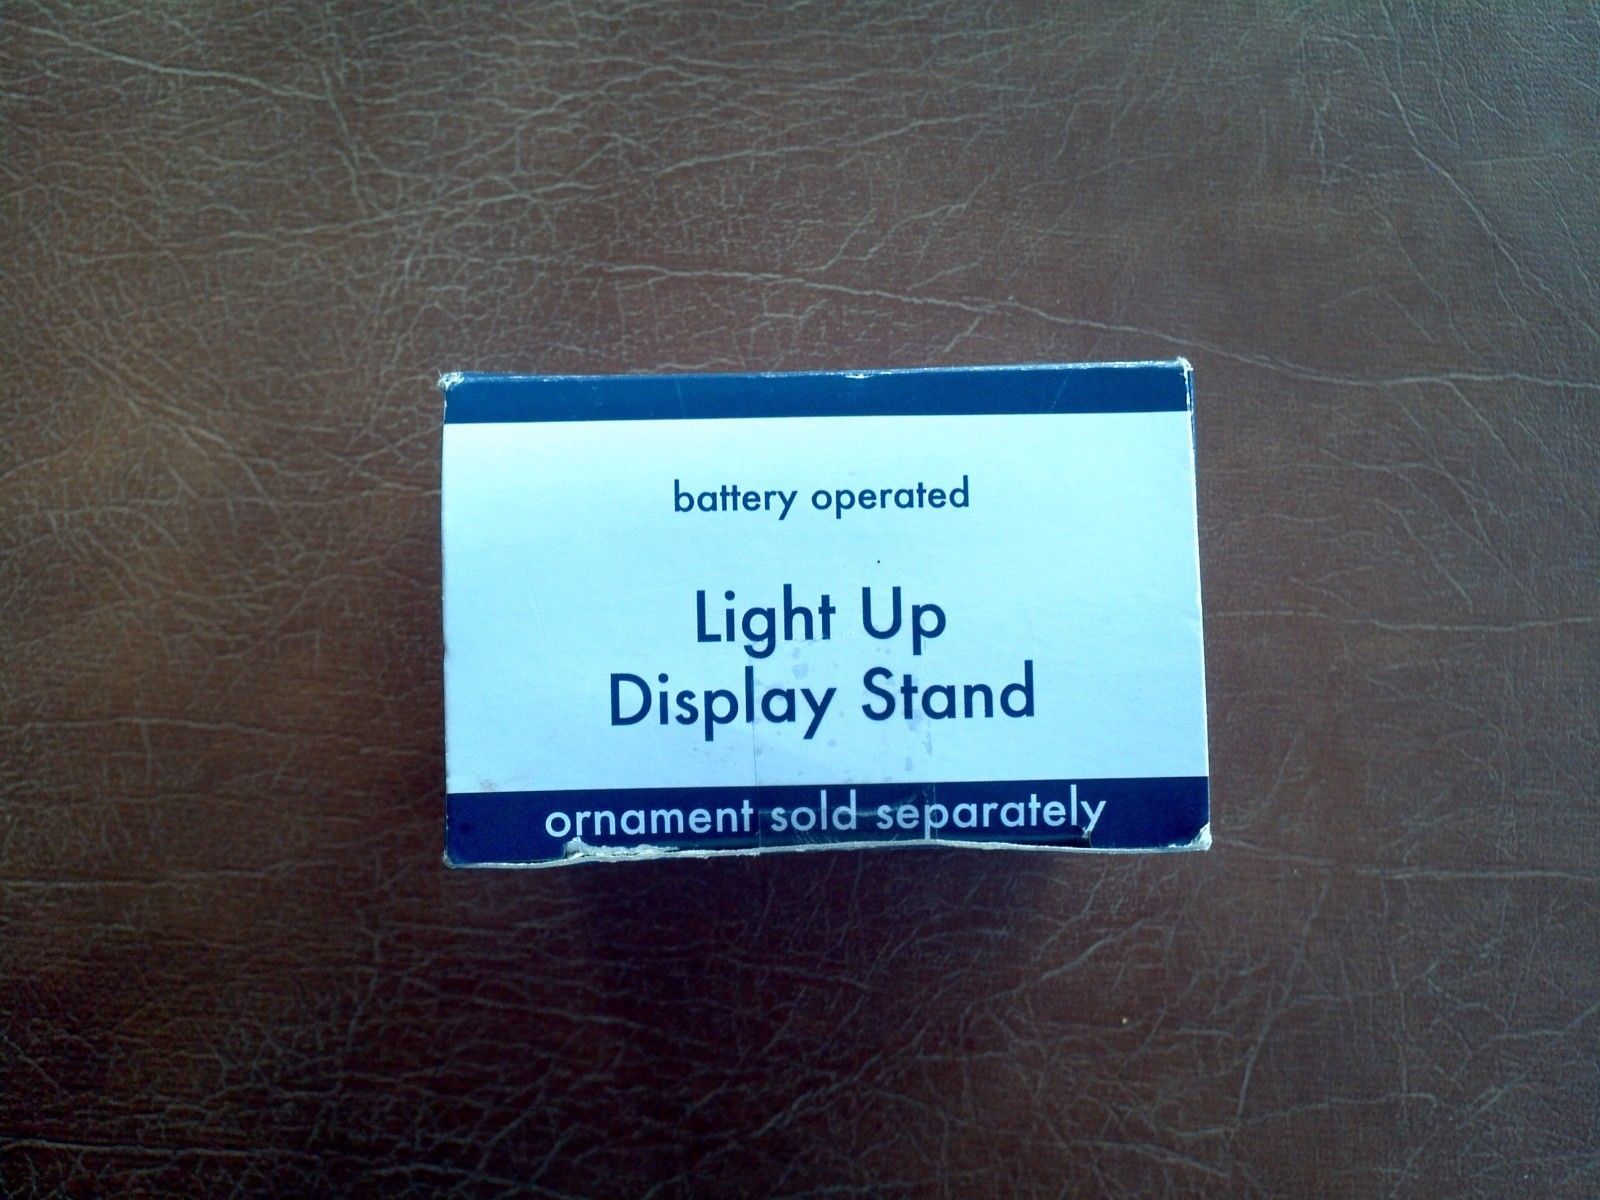 battery operated
Light Up
Display Stand
ornament sold separately